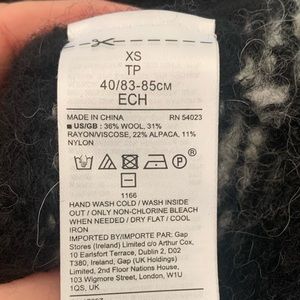 XS
TP
40/83-85CM
ECH
MADE IN CHINA RN 54023
US/GB : 36% WOOL, 31%
RAYON/VISCOSE, 22% ALPACA, 11%
NYLON
1166
HAND WASH COLD / WASH INSIDE
OUT / ONLY NON-CHLORINE BLEACH
WHEN NEEDED / DRY FLAT / COOL
IRON
IMPORTED BY/IMPORTE PAR: Gap
Stores (Ireland) Limited c/o Arthur Cox,
10 Earlsfort Terrace, Dublin 2, D02
T380, Ireland, Gap (UK Holdings)
Limited, 2nd Floor Nations House,
103 Wigmore Street, London, W1U
1QS, UK